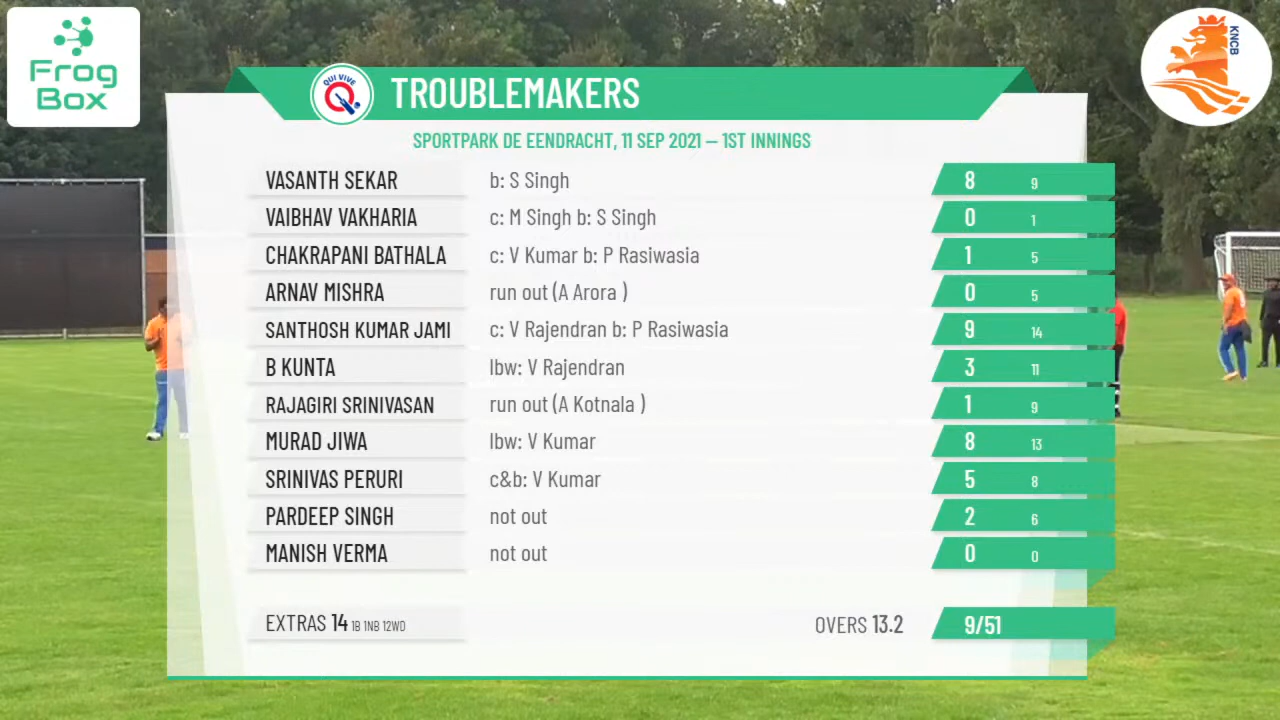 Frog
Box
KNCB
QUI VIVE
TROUBLEMAKERS
SPORTPARK DE EENDRACHT, 11 SEP 2021 – 1ST INNINGS
VASANTH SEKAR b: S Singh 8 9
VAIBHAV VAKHARIA c: M Singh b: S Singh 0 1
CHAKRAPANI BATHALA c: V Kumar b: P Rasiwasia 1 5
ARNAV MISHRA run out (A Arora ) 0 5
SANTHOSH KUMAR JAMI c: V Rajendran b: P Rasiwasia 9 14
B KUNTA lbw: V Rajendran 3 11
RAJAGIRI SRINIVASAN run out (A Kotnala ) 1 9
MURAD JIWA lbw: V Kumar 8 13
SRINIVAS PERURI c&b: V Kumar 5 8
PARDEEP SINGH not out 2 6
MANISH VERMA not out 0 0
EXTRAS 14 1B 1NB 12WD OVERS 13.2 9/51